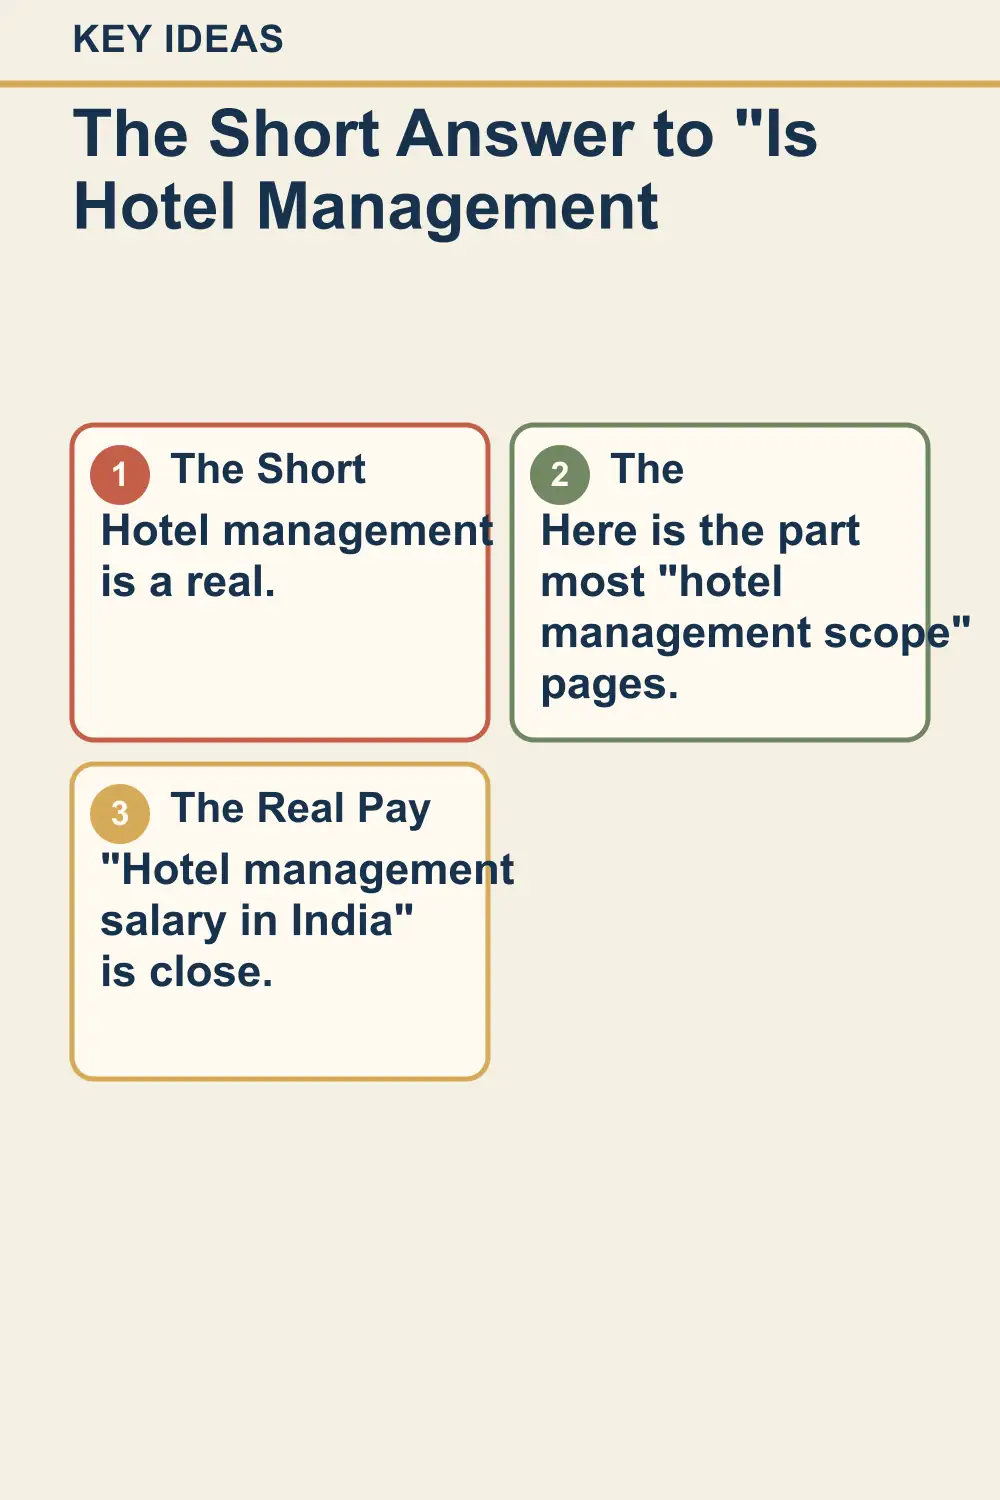 KEY IDEAS
The Short Answer to "Is
Hotel Management
1
The Short
Hotel management
is a real.
2
The
Here is the part
most "hotel
management scope"
pages.
3
The Real Pay
"Hotel management
salary in India"
is close.